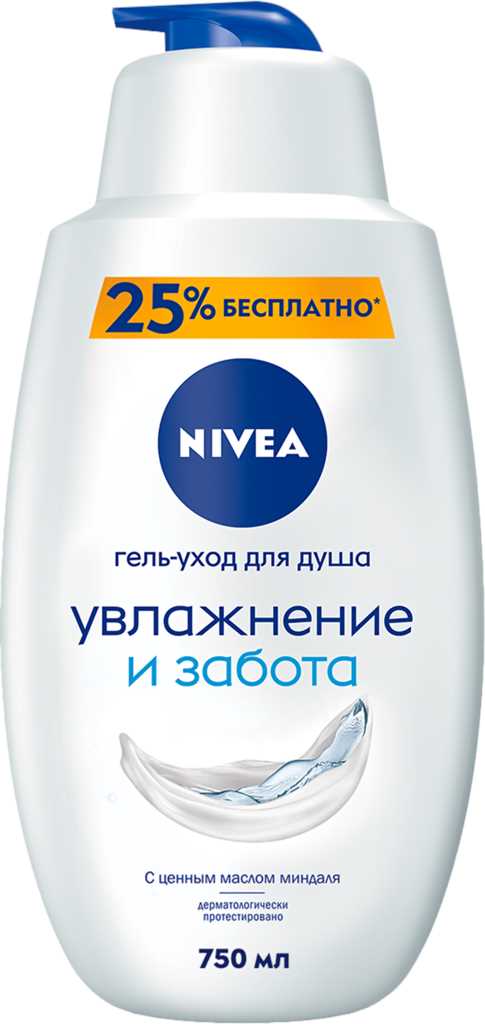 25% БЕСПЛАТНО*
NIVEA
гель-уход для душа
увлажнение
и забота
С ценным маслом миндаля
дерматологически
протестировано
750 мл